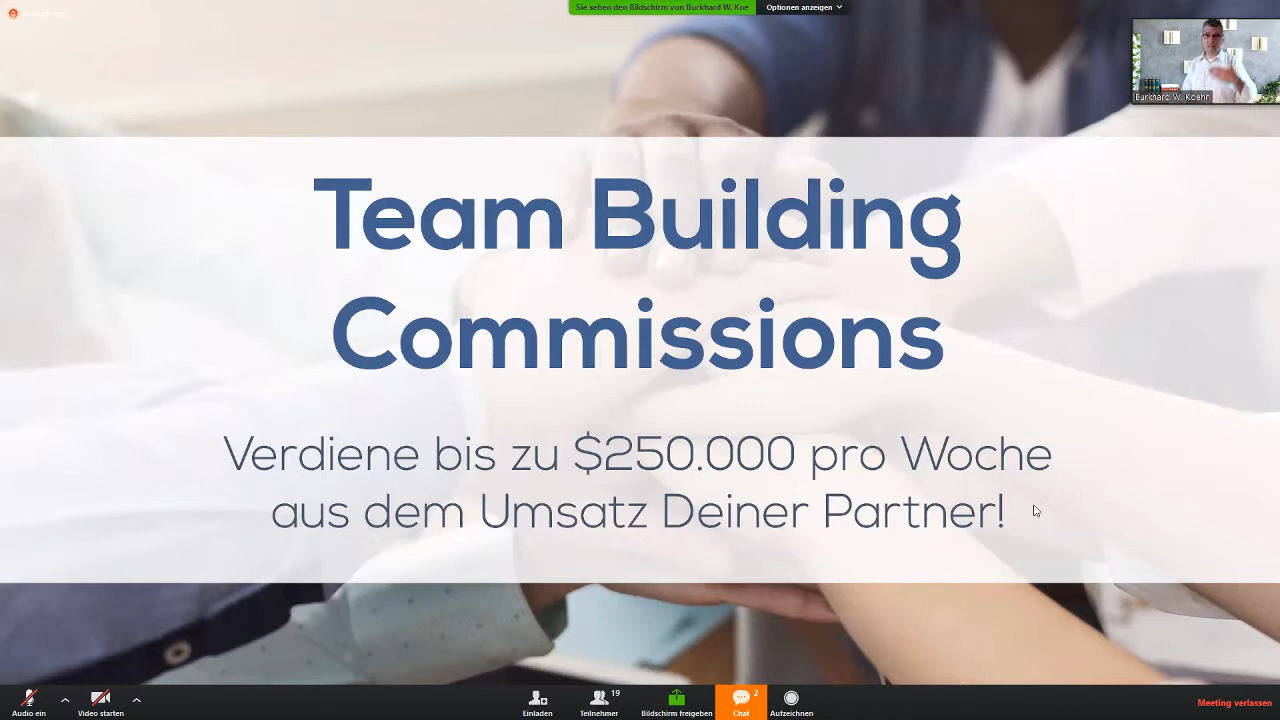 Sie sehen den Bildschirm von Burkhard W. Koe
Optionen anzeigen
Burkhard W. Koehr
Team Building
Commissions
Verdiene bis zu $250.000 pro Woche
aus dem Umsatz Deiner Partner!
Audio ein
Video starten
Einladen
19
Teilnehmer
Bildschirm freigeben
2
Chat
Aufzeichnen
Meeting verlassen